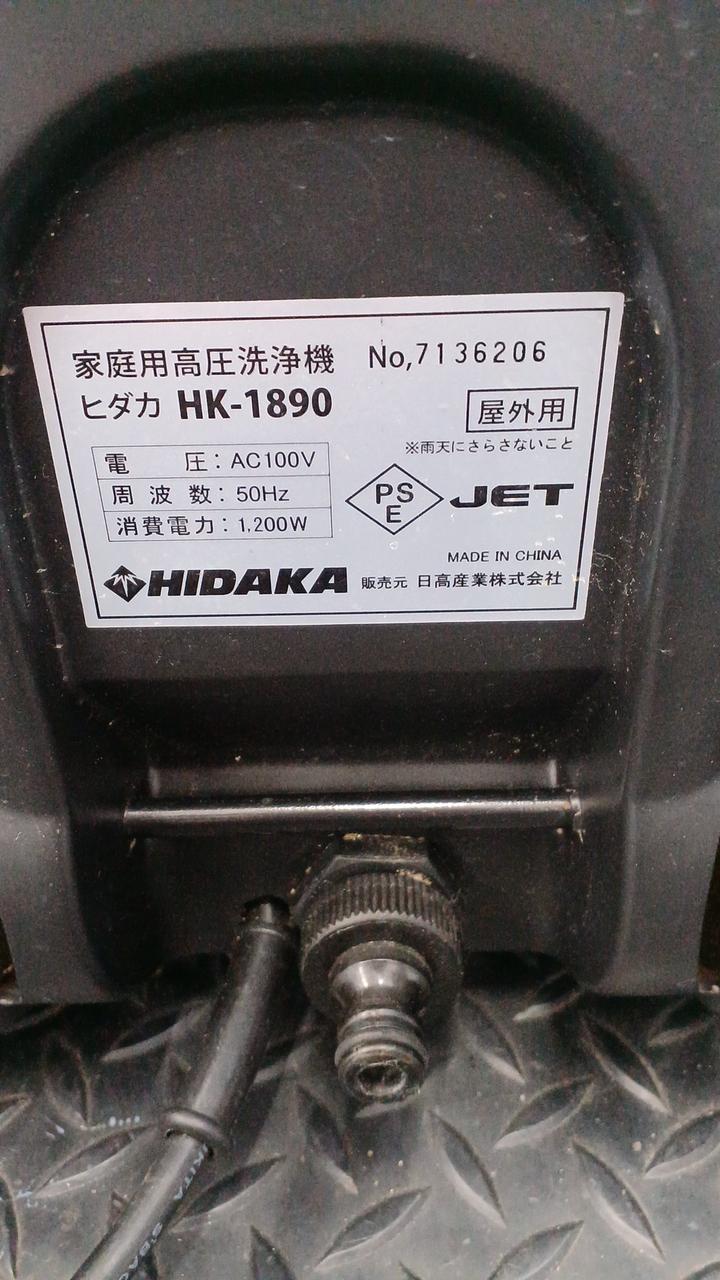 家庭用高圧洗浄機 No,7136206
ヒダカ HK-1890
屋外用
※雨天にさらさないこと
電 圧：AC100V
周波数：50Hz
消費電力：1,200W
PS
E
JET
MADE IN CHINA
HIDAKA 販売元 日高産業株式会社